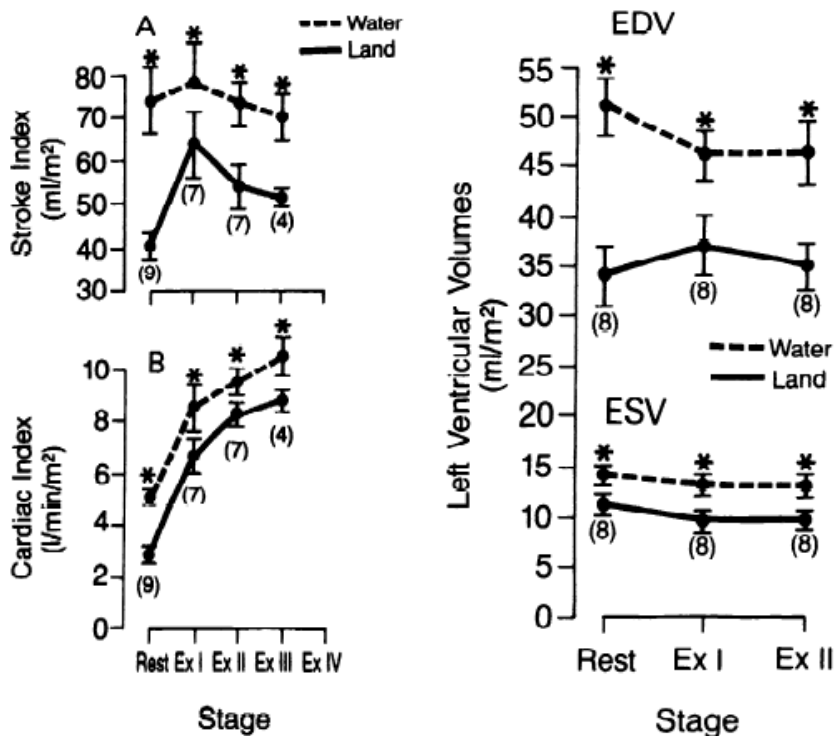 A
Water
Land
*
*
*
*
80
70
60
50
40
30
Stroke Index
(ml/m²)
(9)
(7)
(7)
(4)
B
*
*
*
*
10
8
6
4
2
0
Cardiac Index
(l/min/m²)
(9)
(7)
(7)
(4)
Rest Ex I Ex II Ex III Ex IV
Stage
EDV
55
50
45
40
35
30
25
20
15
10
5
0
Left Ventricular Volumes
(ml/m²)
*
*
*
(8)
(8)
(8)
Water
Land
ESV
*
*
*
(8)
(8)
(8)
Rest Ex I Ex II
Stage